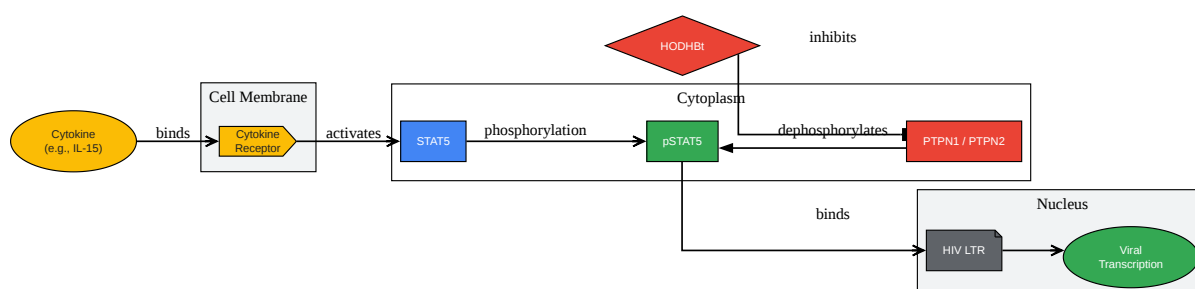 HODHBt
inhibits
Cell Membrane
Cytoplasm
Cytokine
(e.g., IL-15)
binds
Cytokine
Receptor
activates
STAT5
phosphorylation
pSTAT5
dephosphorylates
PTPN1 / PTPN2
Nucleus
binds
HIV LTR
Viral
Transcription